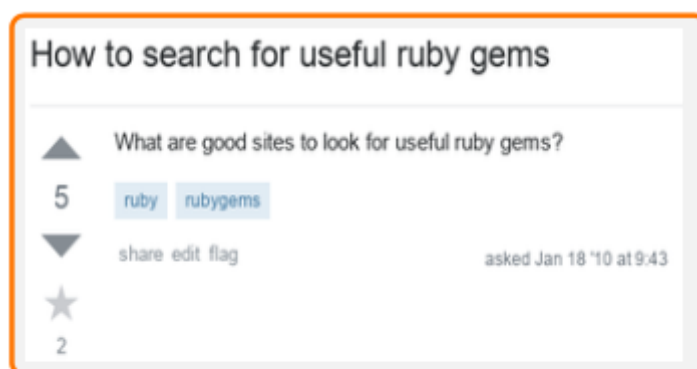 How to search for useful ruby gems
What are good sites to look for useful ruby gems?
5
ruby rubygems
share edit flag
asked Jan 18 '10 at 9:43
2